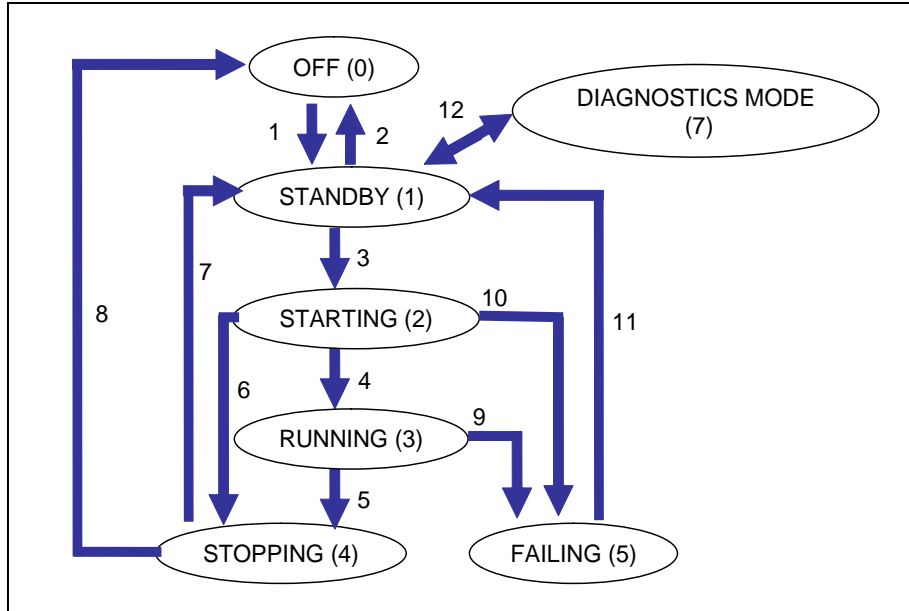 OFF (0)
DIAGNOSTICS MODE
(7)
12
1
2
STANDBY (1)
3
7
8
STARTING (2)
10
11
6
4
9
RUNNING (3)
5
STOPPING (4)
FAILING (5)